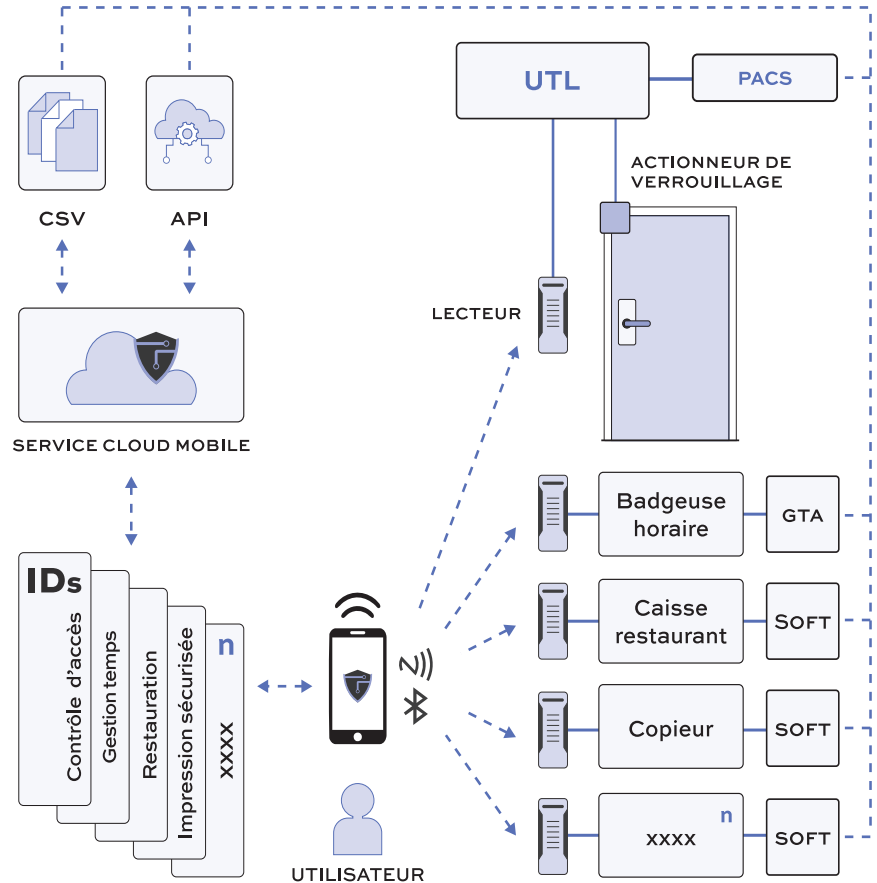 UTL
PACS
CSV
API
ACTIONNEUR DE
VERROUILLAGE
LECTEUR
SERVICE CLOUD MOBILE
IDs
Contrôle d'accès
Gestion temps
Restauration
Impression sécurisée
n
xxxx
UTILISATEUR
Badgeuse
horaire
GTA
Caisse
restaurant
SOFT
Copieur
SOFT
n
xxxx
SOFT